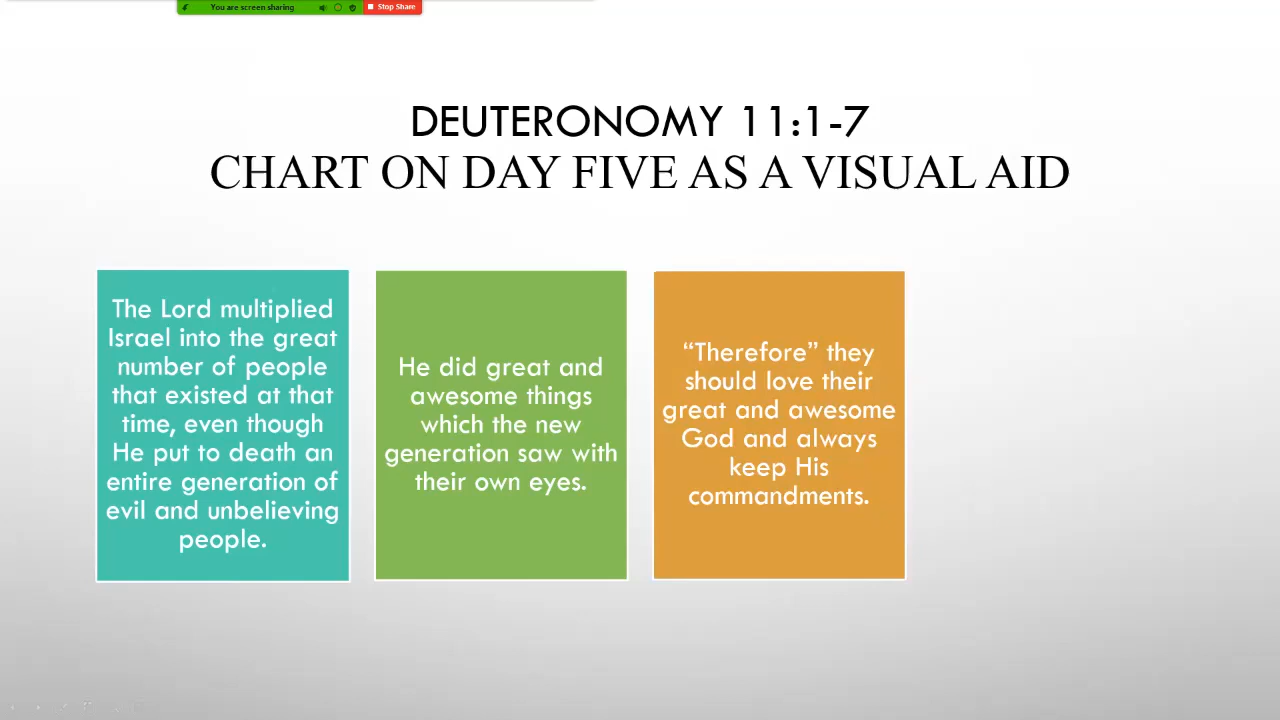 You are screen sharing
Stop Share
DEUTERONOMY 11:1-7
CHART ON DAY FIVE AS A VISUAL AID
The Lord multiplied
Israel into the great
number of people
that existed at that
time, even though
He put to death an
entire generation of
evil and unbelieving
people.
He did great and
awesome things
which the new
generation saw with
their own eyes.
“Therefore” they
should love their
great and awesome
God and always
keep His
commandments.